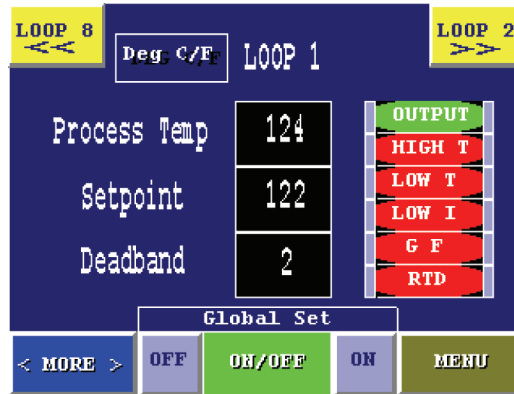 LOOP 8
<<
Deg C/F
LOOP 1
LOOP 2
>>
Process Temp
124
Setpoint
122
Deadband
2
OUTPUT
HIGH T
LOW T
LOW I
G F
RTD
Global Set
< MORE >
OFF
ON/OFF
ON
MENU